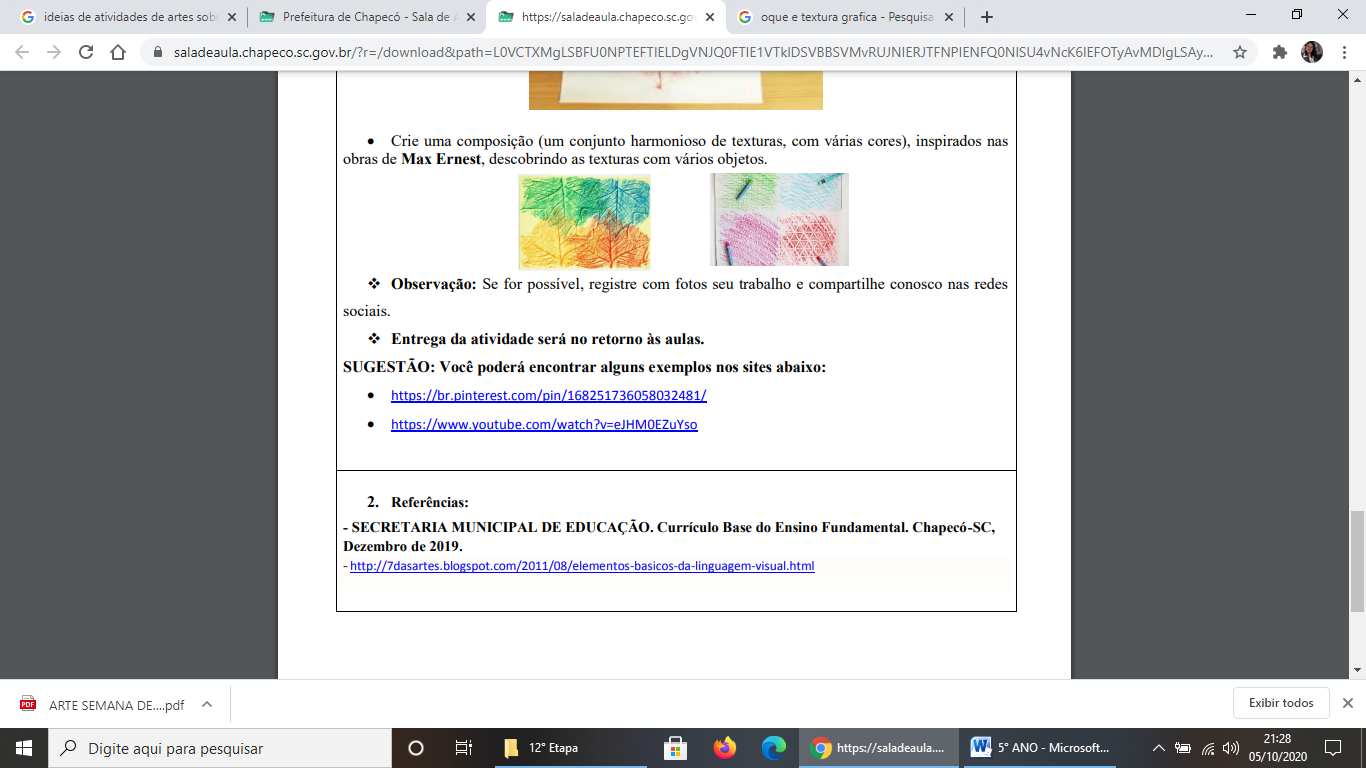 ideias de atividades de artes sob
Prefeitura de Chapecó - Sala de A
https://saladeaula.chapeco.sc.gov
oque e textura grafica - Pesquisa
saladeaula.chapeco.sc.gov.br/?r=/download&path=L0VCTXMgLSBFU0NPTEFTIELDgVNJQ0FTIE1VTklDSVBBSVMvRUJNIERJTFNPIENFQ0NISU4vNcK6IEFOTyAvMDIgLSAy...
• Crie uma composição (um conjunto harmonioso de texturas, com várias cores), inspirados nas
obras de Max Ernest, descobrindo as texturas com vários objetos.
❖ Observação: Se for possível, registre com fotos seu trabalho e compartilhe conosco nas redes
sociais.
❖ Entrega da atividade será no retorno às aulas.
SUGESTÃO: Você poderá encontrar alguns exemplos nos sites abaixo:
• https://br.pinterest.com/pin/168251736058032481/
• https://www.youtube.com/watch?v=eJHM0EZuYso
2. Referências:
- SECRETARIA MUNICIPAL DE EDUCAÇÃO. Currículo Base do Ensino Fundamental. Chapecó-SC,
Dezembro de 2019.
- http://7dasartes.blogspot.com/2011/08/elementos-basicos-da-linguagem-visual.html
ARTE SEMANA DE....pdf
Exibir todos
Digite aqui para pesquisar
12° Etapa
https://saladeaula....
5° ANO - Microsoft...
21:28
05/10/2020